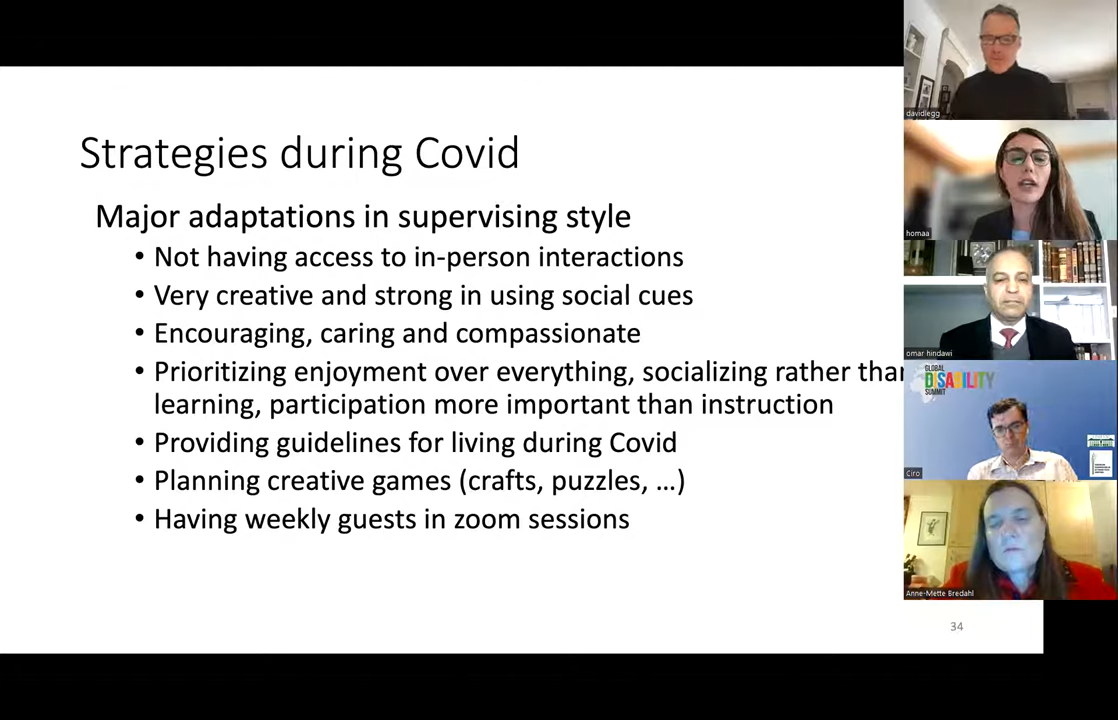 Strategies during Covid
Major adaptations in supervising style
• Not having access to in-person interactions
• Very creative and strong in using social cues
• Encouraging, caring and compassionate
• Prioritizing enjoyment over everything, socializing rather than
learning, participation more important than instruction
• Providing guidelines for living during Covid
• Planning creative games (crafts, puzzles, ...)
• Having weekly guests in zoom sessions
34
davidlegg
homaa
omar hindawi
GLOBAL
DISABILITY
SUMMIT
Ciro
Anne-Mette Bredahl